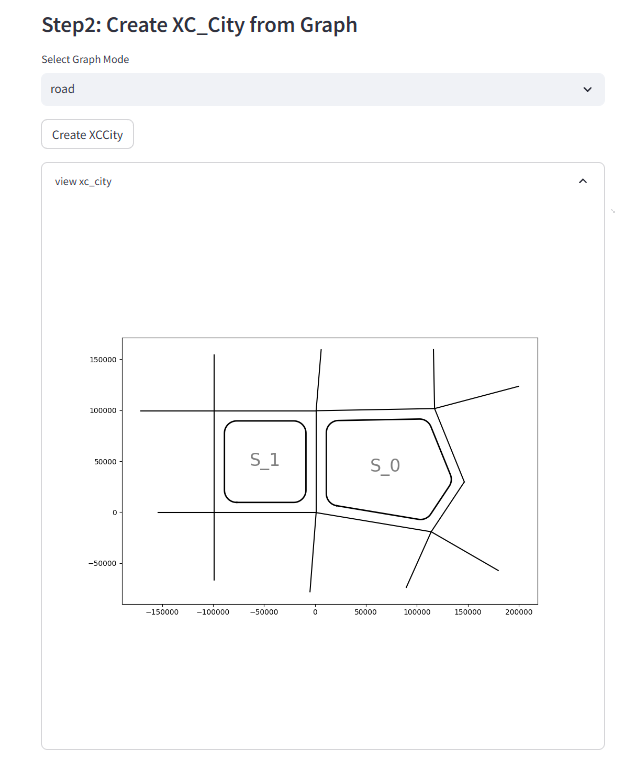 Step2: Create XC_City from Graph
Select Graph Mode
road
Create XCCity
view xc_city
150000
100000
50000
0
−50000
S_1
S_0
−150000 −100000 −50000 0 50000 100000 150000 200000